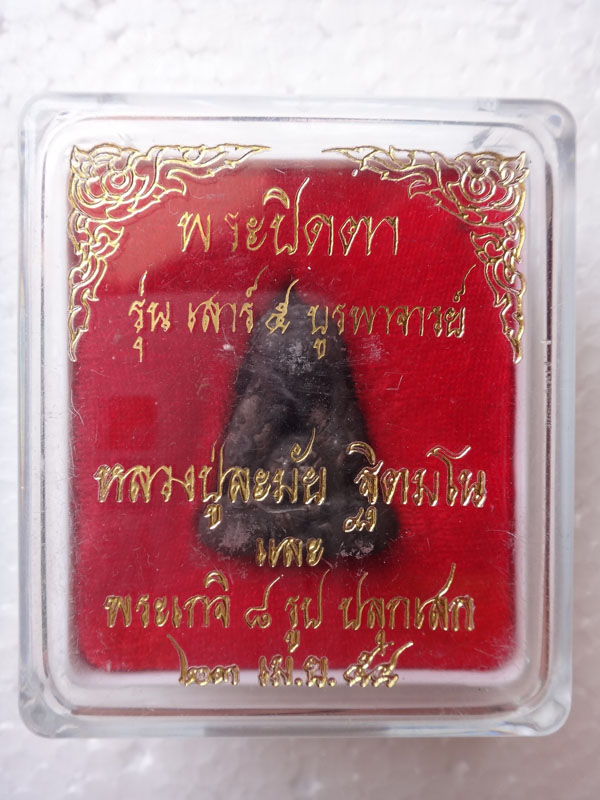 พระปิดตา
รุ่น เสาร์ ๕ บูรพาจารย์
หลวงปู่ละมัย ฐิตมโน
และ
พระเกจิ ๘ รูป ปลุกเสก
๒๓ เม.ย. ๕๕